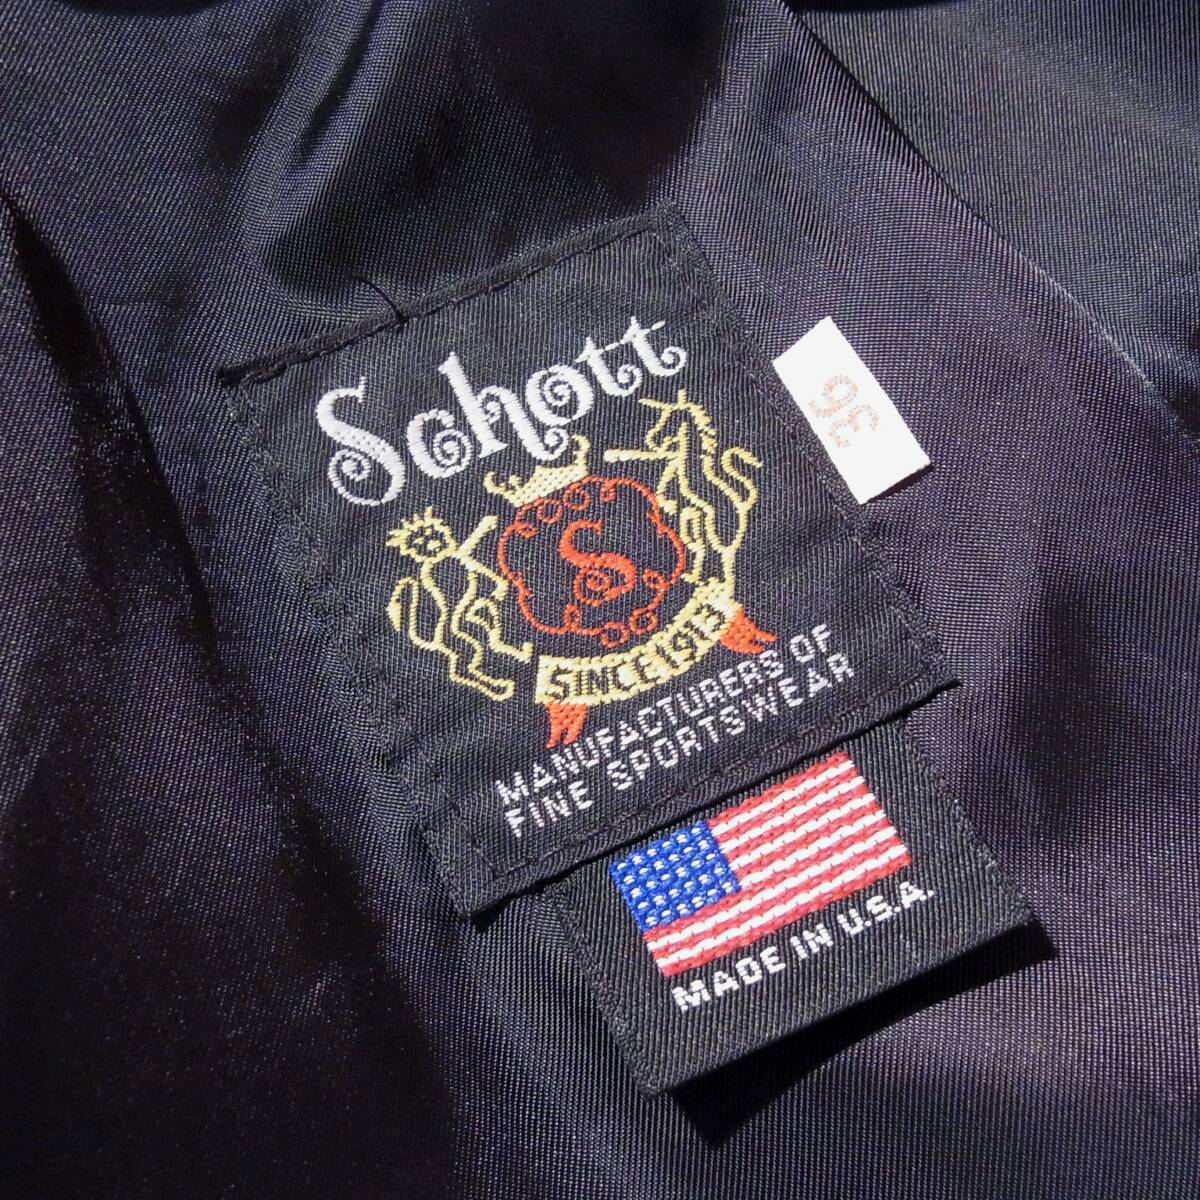 Schott
S
SINCE 1913
MANUFACTURERS OF
FINE SPORTSWEAR
36
MADE IN U.S.A.